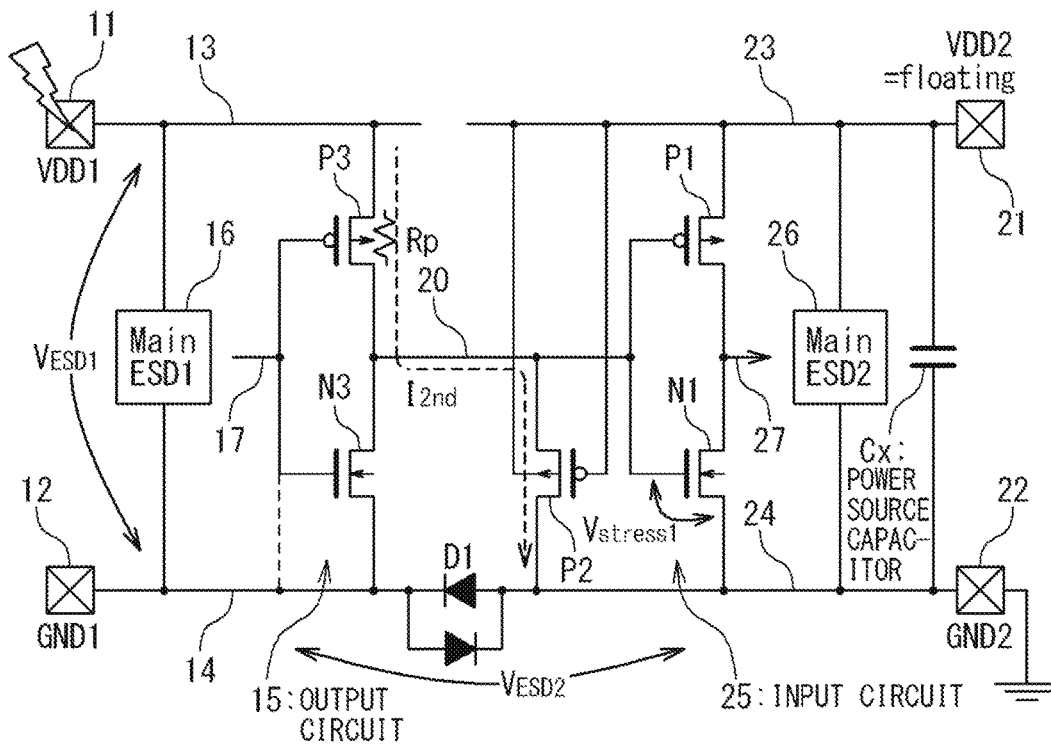 11
13
23
VDD2
=floating
VDD1
P3
P1
21
16
Rp
26
20
Main
ESD1
VESD1
Main
ESD2
I2nd
17
N3
N1
27
Cx:
POWER
SOURCE
CAPAC-
ITOR
12
Vstress1
24
22
D1
P2
GND1
GND2
14
VESD2
15:OUTPUT
CIRCUIT
25:INPUT CIRCUIT